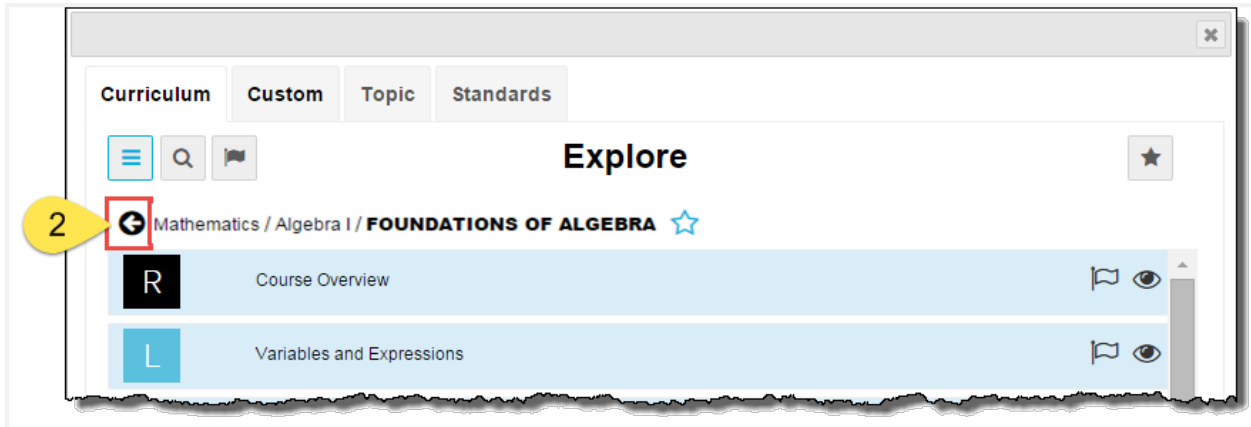 Curriculum Custom Topic Standards
Explore
2
Mathematics / Algebra I / FOUNDATIONS OF ALGEBRA
R Course Overview
L Variables and Expressions